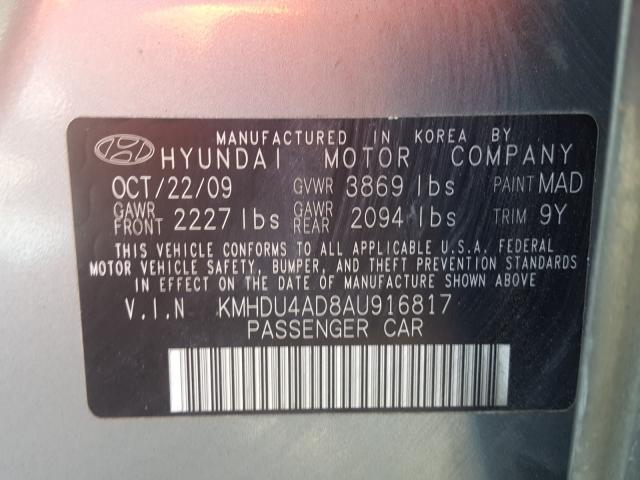 MANUFACTURED IN KOREA BY
HYUNDAI MOTOR COMPANY
OCT/22/09 GVWR 3869 lbs PAINT MAD
GAWR FRONT 2227 lbs GAWR REAR 2094 lbs TRIM 9Y
THIS VEHICLE CONFORMS TO ALL APPLICABLE U.S.A. FEDERAL
MOTOR VEHICLE SAFETY, BUMPER, AND THEFT PREVENTION STANDARDS
IN EFFECT ON THE DATE OF MANUFACTURE SHOWN ABOVE.
V.I.N KMHDU4AD8AU916817
PASSENGER CAR